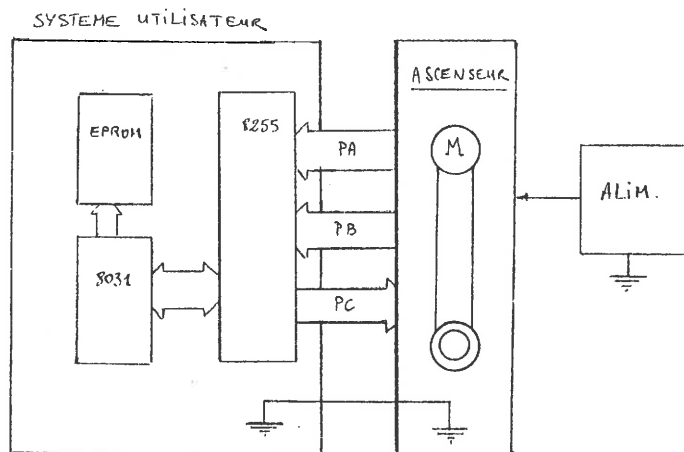 SYSTEME UTILISATEUR
ASCENSEUR
8255
EPROM
PA
M
ALIM.
PB
8031
PC